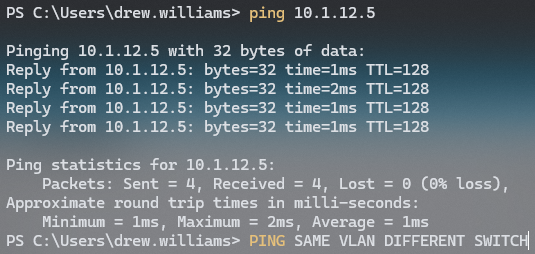 PS C:\Users\drew.williams> ping 10.1.12.5
Pinging 10.1.12.5 with 32 bytes of data:
Reply from 10.1.12.5: bytes=32 time=1ms TTL=128
Reply from 10.1.12.5: bytes=32 time=2ms TTL=128
Reply from 10.1.12.5: bytes=32 time=1ms TTL=128
Reply from 10.1.12.5: bytes=32 time=1ms TTL=128
Ping statistics for 10.1.12.5:
    Packets: Sent = 4, Received = 4, Lost = 0 (0% loss),
Approximate round trip times in milli-seconds:
    Minimum = 1ms, Maximum = 2ms, Average = 1ms
PS C:\Users\drew.williams> PING SAME VLAN DIFFERENT SWITCH